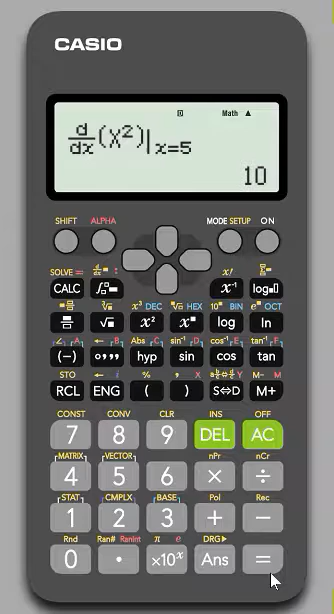 CASIO
D Math ▲
d/dx(X²)|x=5
10
SHIFT ALPHA MODE SETUP ON
SOLVE = d/dx : x! Σ
CALC ∫ x⁻¹ log
x³ DEC ˣ√ HEX 10ˣ BIN eˣ OCT
√ x² xˣ log ln
∠ A ← B Abs C sin⁻¹ D cos⁻¹ E tan⁻¹ F
(−) °,,, hyp sin cos tan
STO ← i % , X Y M− M
RCL ENG ( ) S⇔D M+
CONST CONV CLR INS OFF
7 8 9 DEL AC
MATRIX VECTOR nPr nCr
4 5 6 × ÷
STAT CMPLX BASE Pol Rec
1 2 3 + −
Rnd Ran# RanInt π e DRG▶
0 • ×10ˣ Ans =